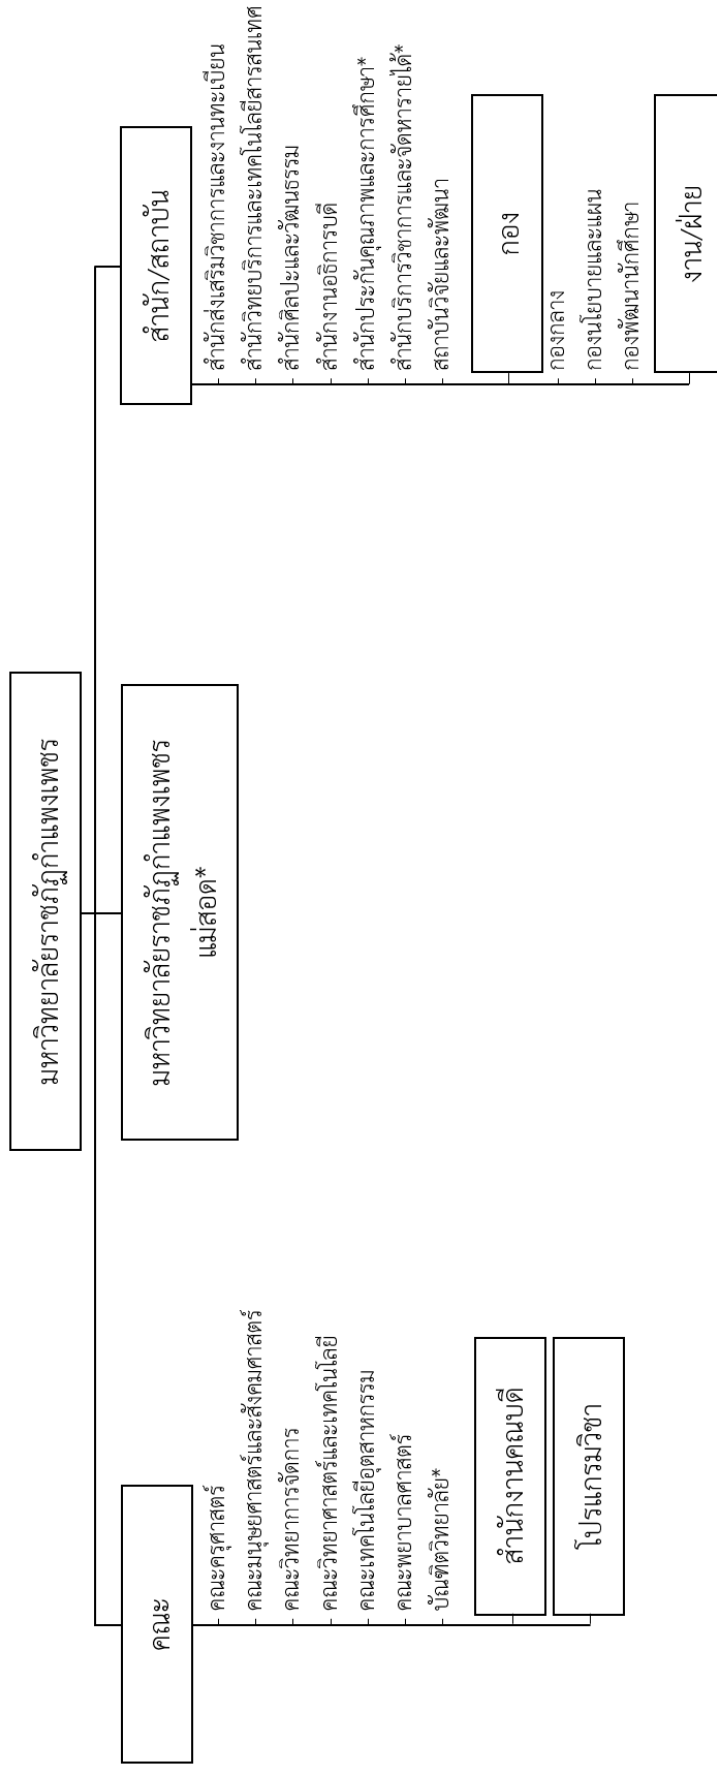 มหาวิทยาลัยราชภัฏกำแพงเพชร
คณะ
คณะครุศาสตร์
คณะมนุษยศาสตร์และสังคมศาสตร์
คณะวิทยาการจัดการ
คณะวิทยาศาสตร์และเทคโนโลยี
คณะเทคโนโลยีอุตสาหกรรม
คณะพยาบาลศาสตร์
บัณฑิตวิทยาลัย*
สำนักงานคณบดี
โปรแกรมวิชา
มหาวิทยาลัยราชภัฏกำแพงเพชร
แม่สอด*
สำนัก/สถาบัน
สำนักส่งเสริมวิชาการและงานทะเบียน
สำนักวิทยบริการและเทคโนโลยีสารสนเทศ
สำนักศิลปะและวัฒนธรรม
สำนักงานอธิการบดี
สำนักประกันคุณภาพและการศึกษา*
สำนักบริการวิชาการและจัดหารายได้*
สถาบันวิจัยและพัฒนา
กอง
กองกลาง
กองนโยบายและแผน
กองพัฒนานักศึกษา
งาน/ฝ่าย